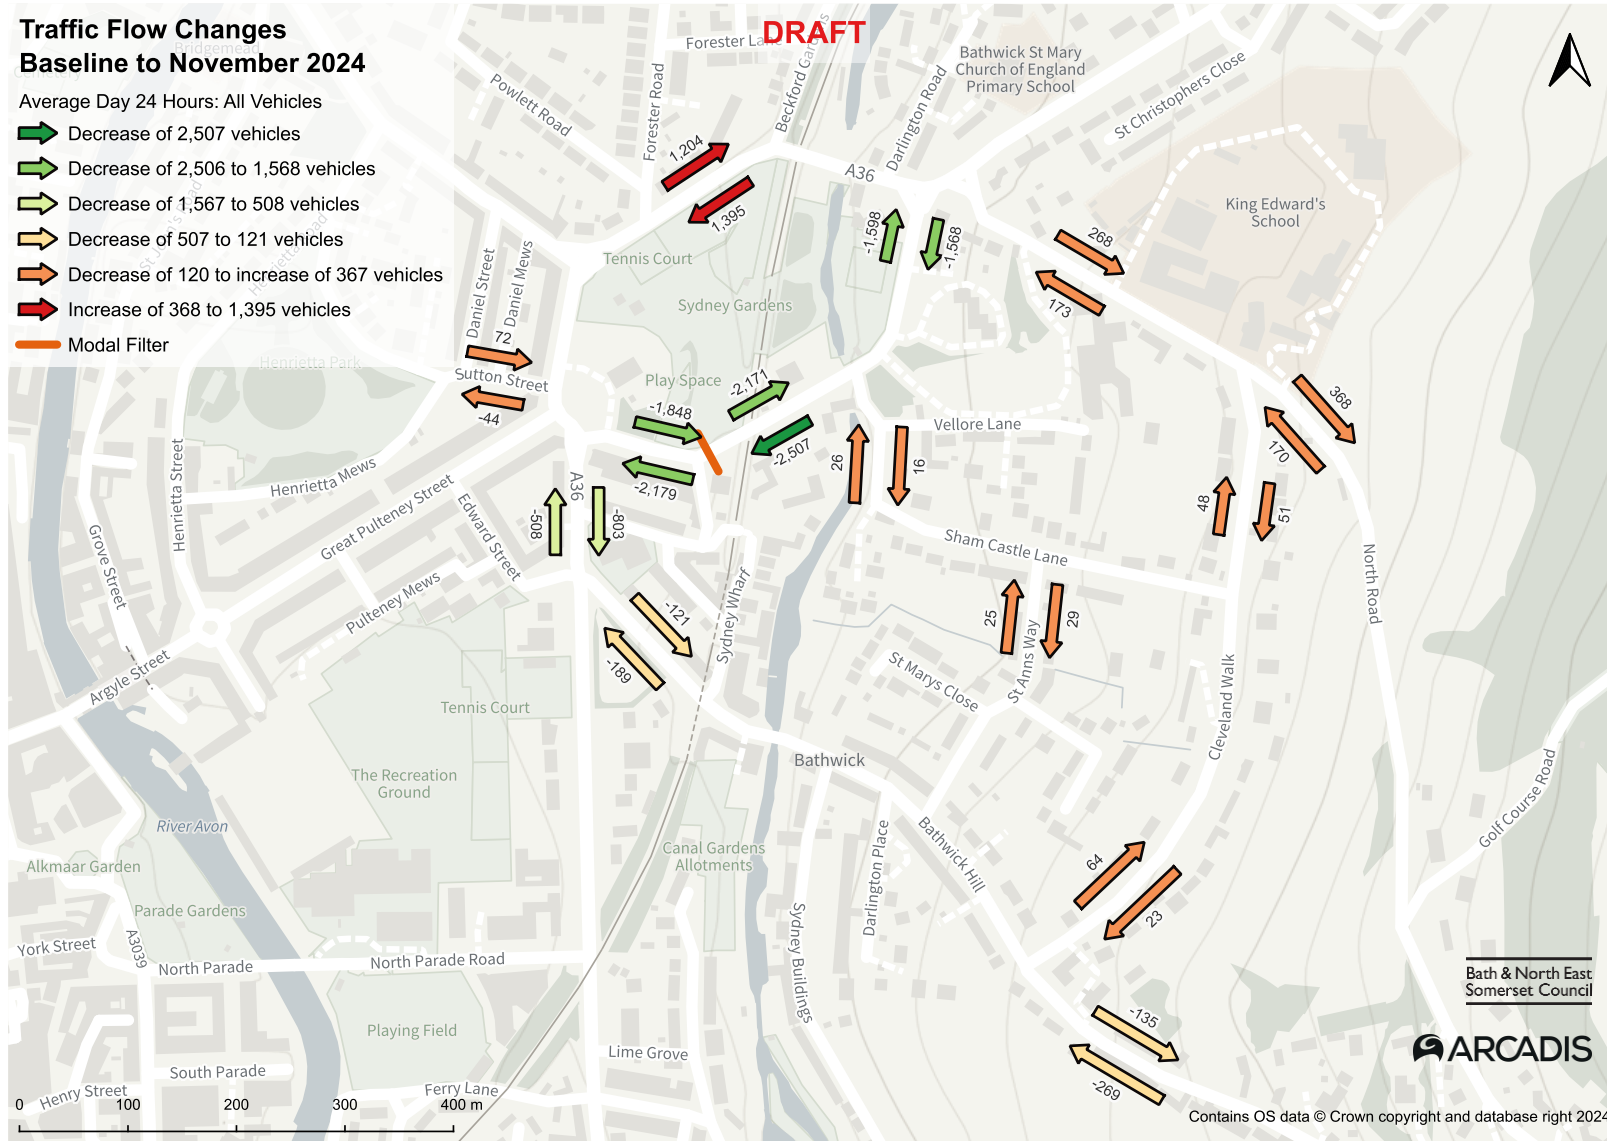 Traffic Flow Changes
Baseline to November 2024
Average Day 24 Hours: All Vehicles
Decrease of 2,507 vehicles
Decrease of 2,506 to 1,568 vehicles
Decrease of 1,567 to 508 vehicles
Decrease of 507 to 121 vehicles
Decrease of 120 to increase of 367 vehicles
Increase of 368 to 1,395 vehicles
Modal Filter
DRAFT
Bridgemead
Cemetery
Henrietta Road
Henrietta Park
Forester Lane
Beckford Gardens
Powlett Road
Forester Road
Darlington Road
Bathwick St Mary
Church of England
Primary School
St Christophers Close
A36
King Edward's
School
1,204
1,395
-1,598
-1,568
268
173
Tennis Court
Sydney Gardens
Daniel Street
Daniel Mews
72
Sutton Street
-44
Play Space
-2,171
-1,848
-2,507
-2,179
Vellore Lane
26
16
368
170
48
51
Henrietta Street
Henrietta Mews
Great Pulteney Street
Edward Street
A36
-508
-803
Grove Street
Pulteney Mews
Sham Castle Lane
North Road
-121
-189
Sydney Wharf
25
29
St Anns Way
St Marys Close
Cleveland Walk
Argyle Street
Tennis Court
Bathwick
The Recreation
Ground
River Avon
Golf Course Road
Canal Gardens
Allotments
Darlington Place
Bathwick Hill
64
23
Alkmaar Garden
Parade Gardens
York Street
A3039
North Parade
North Parade Road
Sydney Buildings
Playing Field
Lime Grove
South Parade
Henry Street
Ferry Lane
-135
-269
Bath & North East
Somerset Council
ARCADIS
0 100 200 300 400 m
Contains OS data © Crown copyright and database right 2024